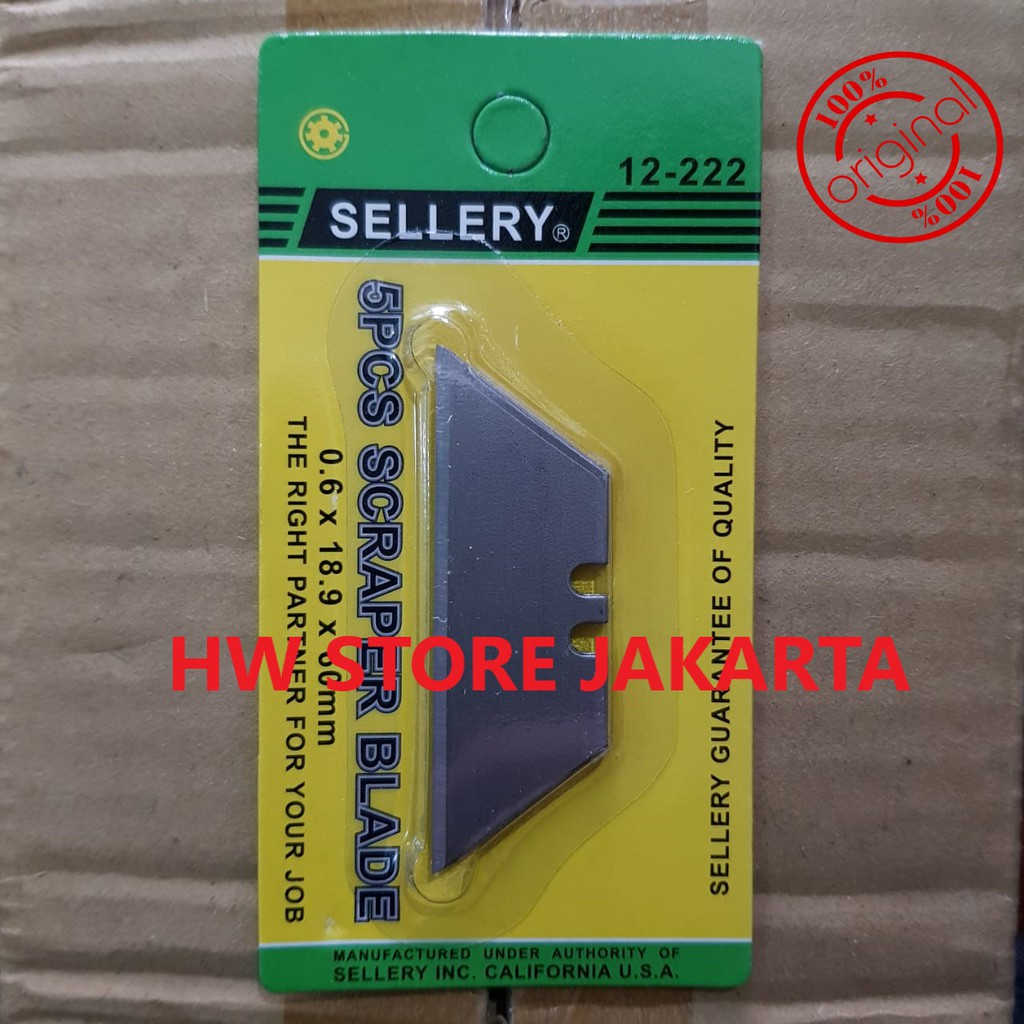 100%
original
100%
12-222
SELLERY®
5PCS SCRAPER BLADE
0.6 x 18.9 x 60mm
THE RIGHT PARTNER FOR YOUR JOB
SELLERY GUARANTEE OF QUALITY
HW STORE JAKARTA
MANUFACTURED UNDER AUTHORITY OF
SELLERY INC. CALIFORNIA U.S.A.